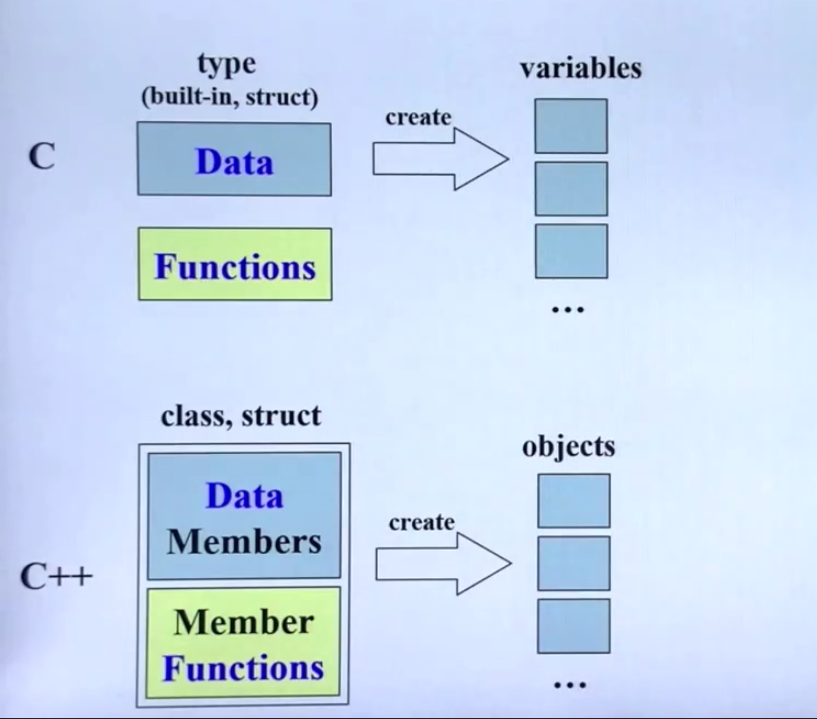 type
(built-in, struct)
variables
create
C
Data
Functions
...
class, struct
objects
Data
Members
create
C++
Member
Functions
...